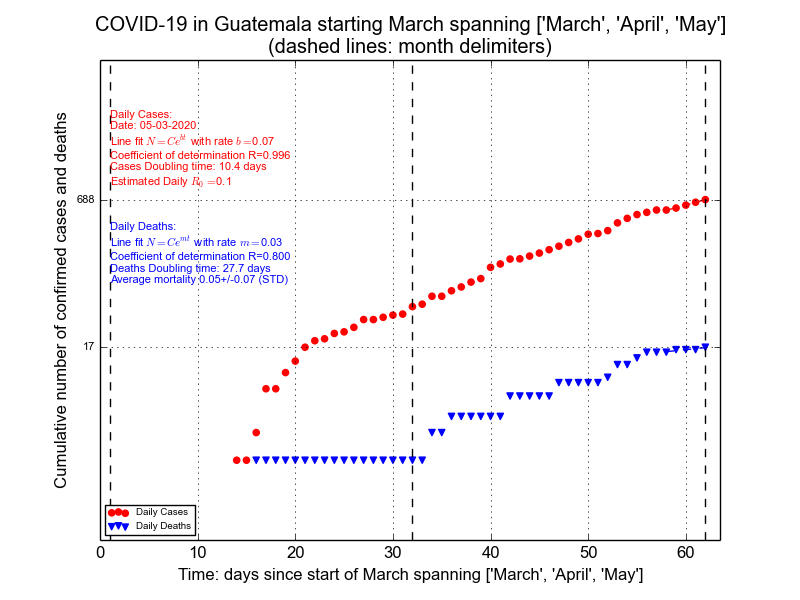 COVID-19 in Guatemala starting March spanning ['March', 'April', 'May']
(dashed lines: month delimiters)
Cumulative number of confirmed cases and deaths
Daily Cases:
Date: 05-03-2020
Line fit N=Ce^{bt} with rate b=0.07
Coefficient of determination R=0.996
Cases Doubling time: 10.4 days
Estimated Daily R_0=0.1
688
Daily Deaths:
Line fit N=Ce^{mt} with rate m=0.03
Coefficient of determination R=0.800
Deaths Doubling time: 27.7 days
Average mortality 0.05+/-0.07 (STD)
17
Daily Cases
Daily Deaths
0 10 20 30 40 50 60
Time: days since start of March spanning ['March', 'April', 'May']